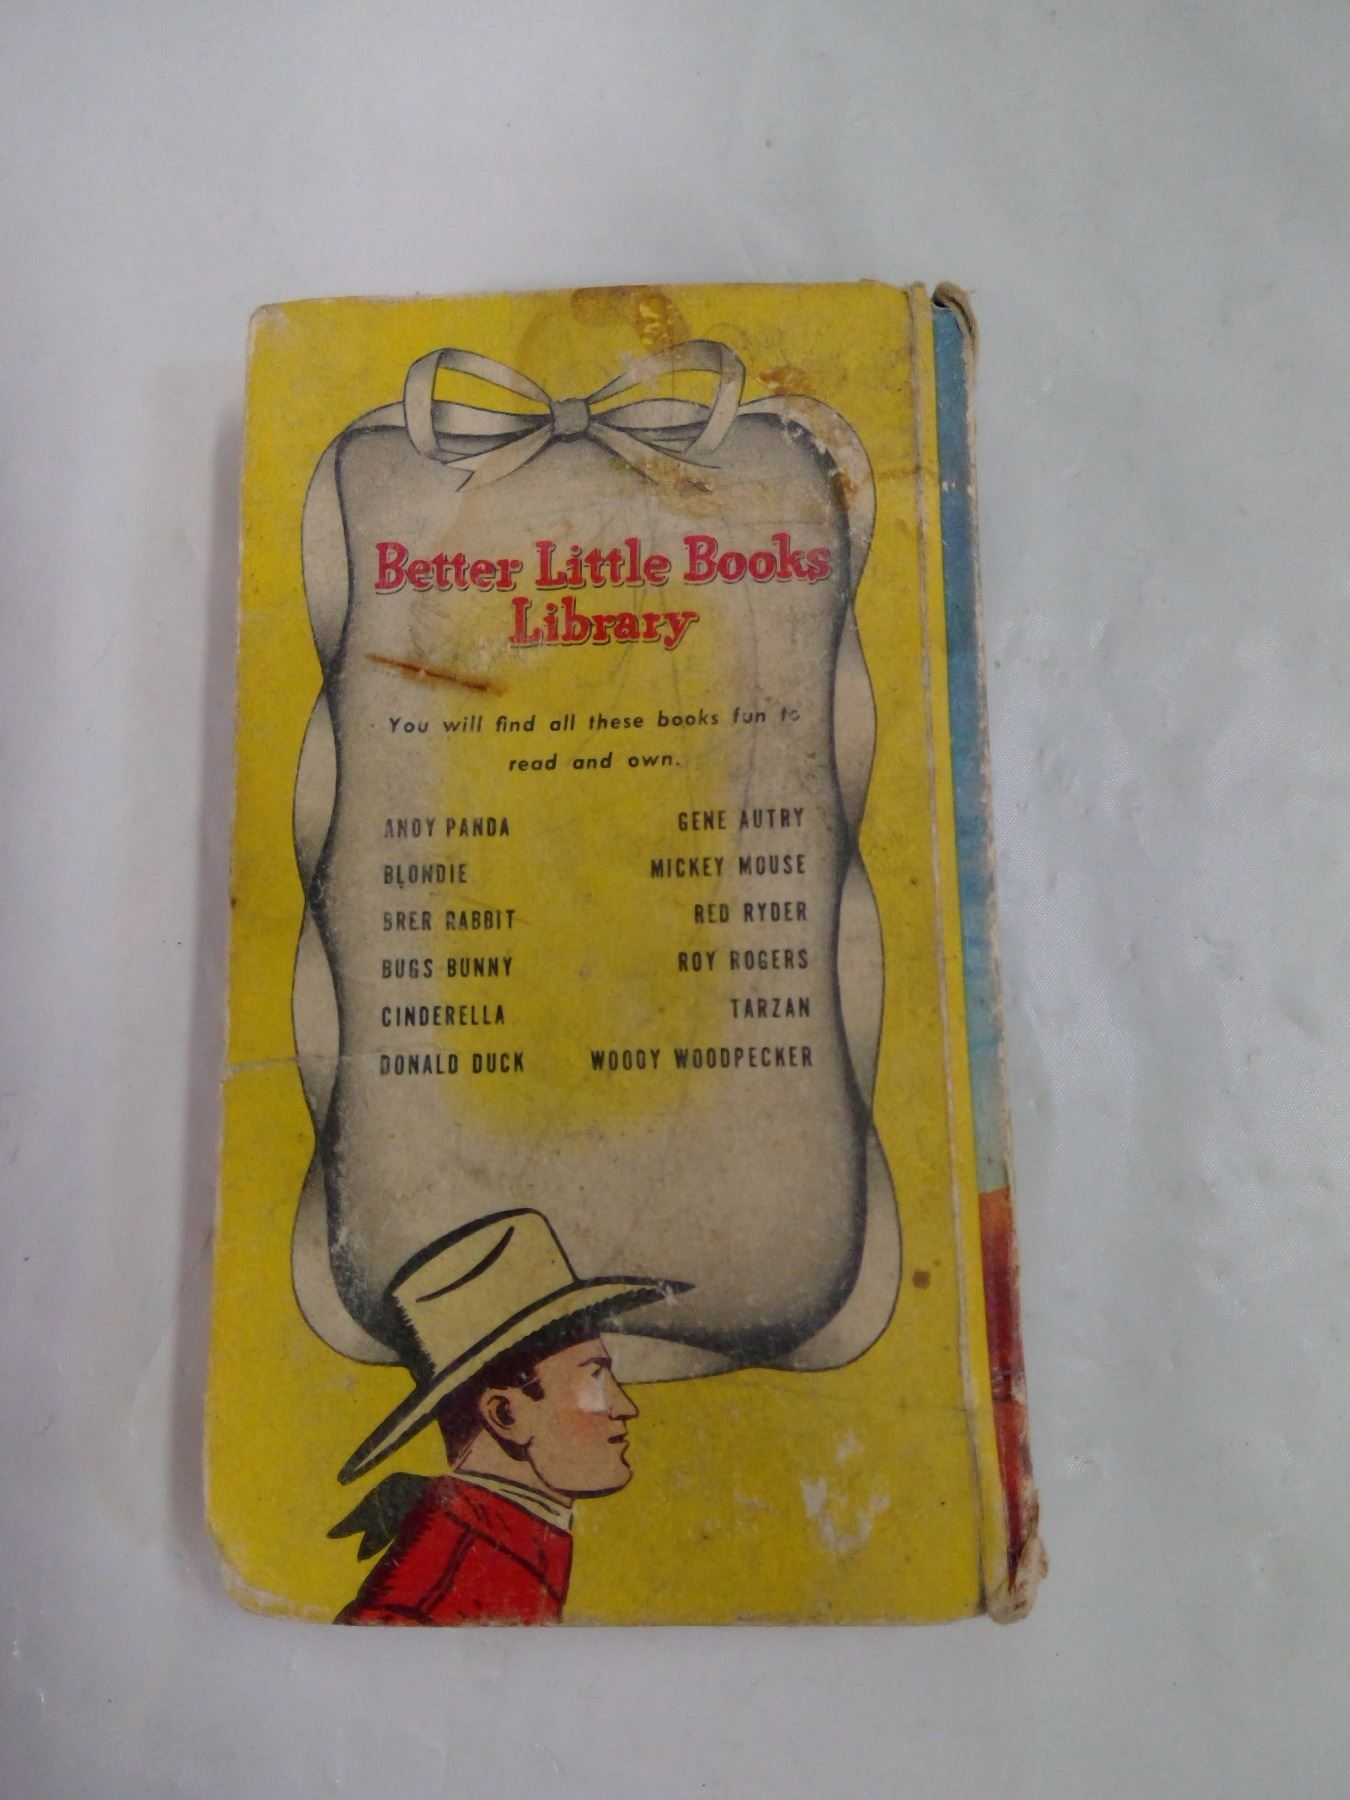 Better Little Books
Library
You will find all these books fun to
read and own.
ANDY PANDA GENE AUTRY
BLONDIE MICKEY MOUSE
BRER RABBIT RED RYDER
BUGS BUNNY ROY ROGERS
CINDERELLA TARZAN
DONALD DUCK WOODY WOODPECKER